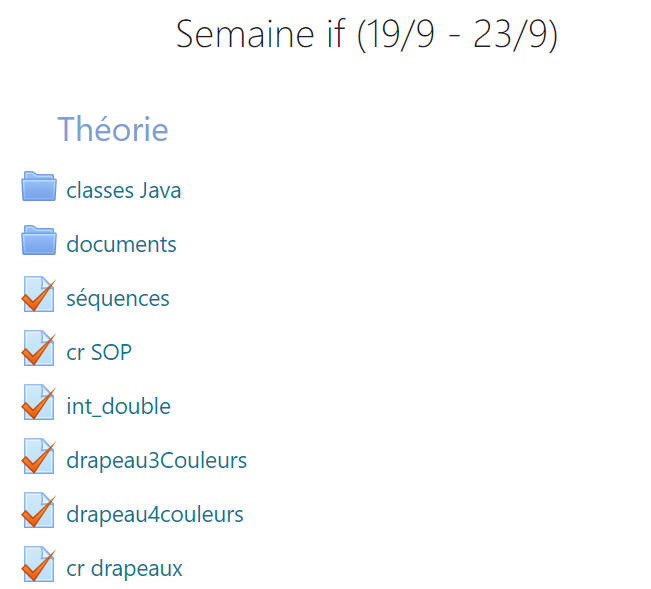 Semaine if (19/9 - 23/9)
Théorie
classes Java
documents
séquences
cr SOP
int_double
drapeau3Couleurs
drapeau4couleurs
cr drapeaux